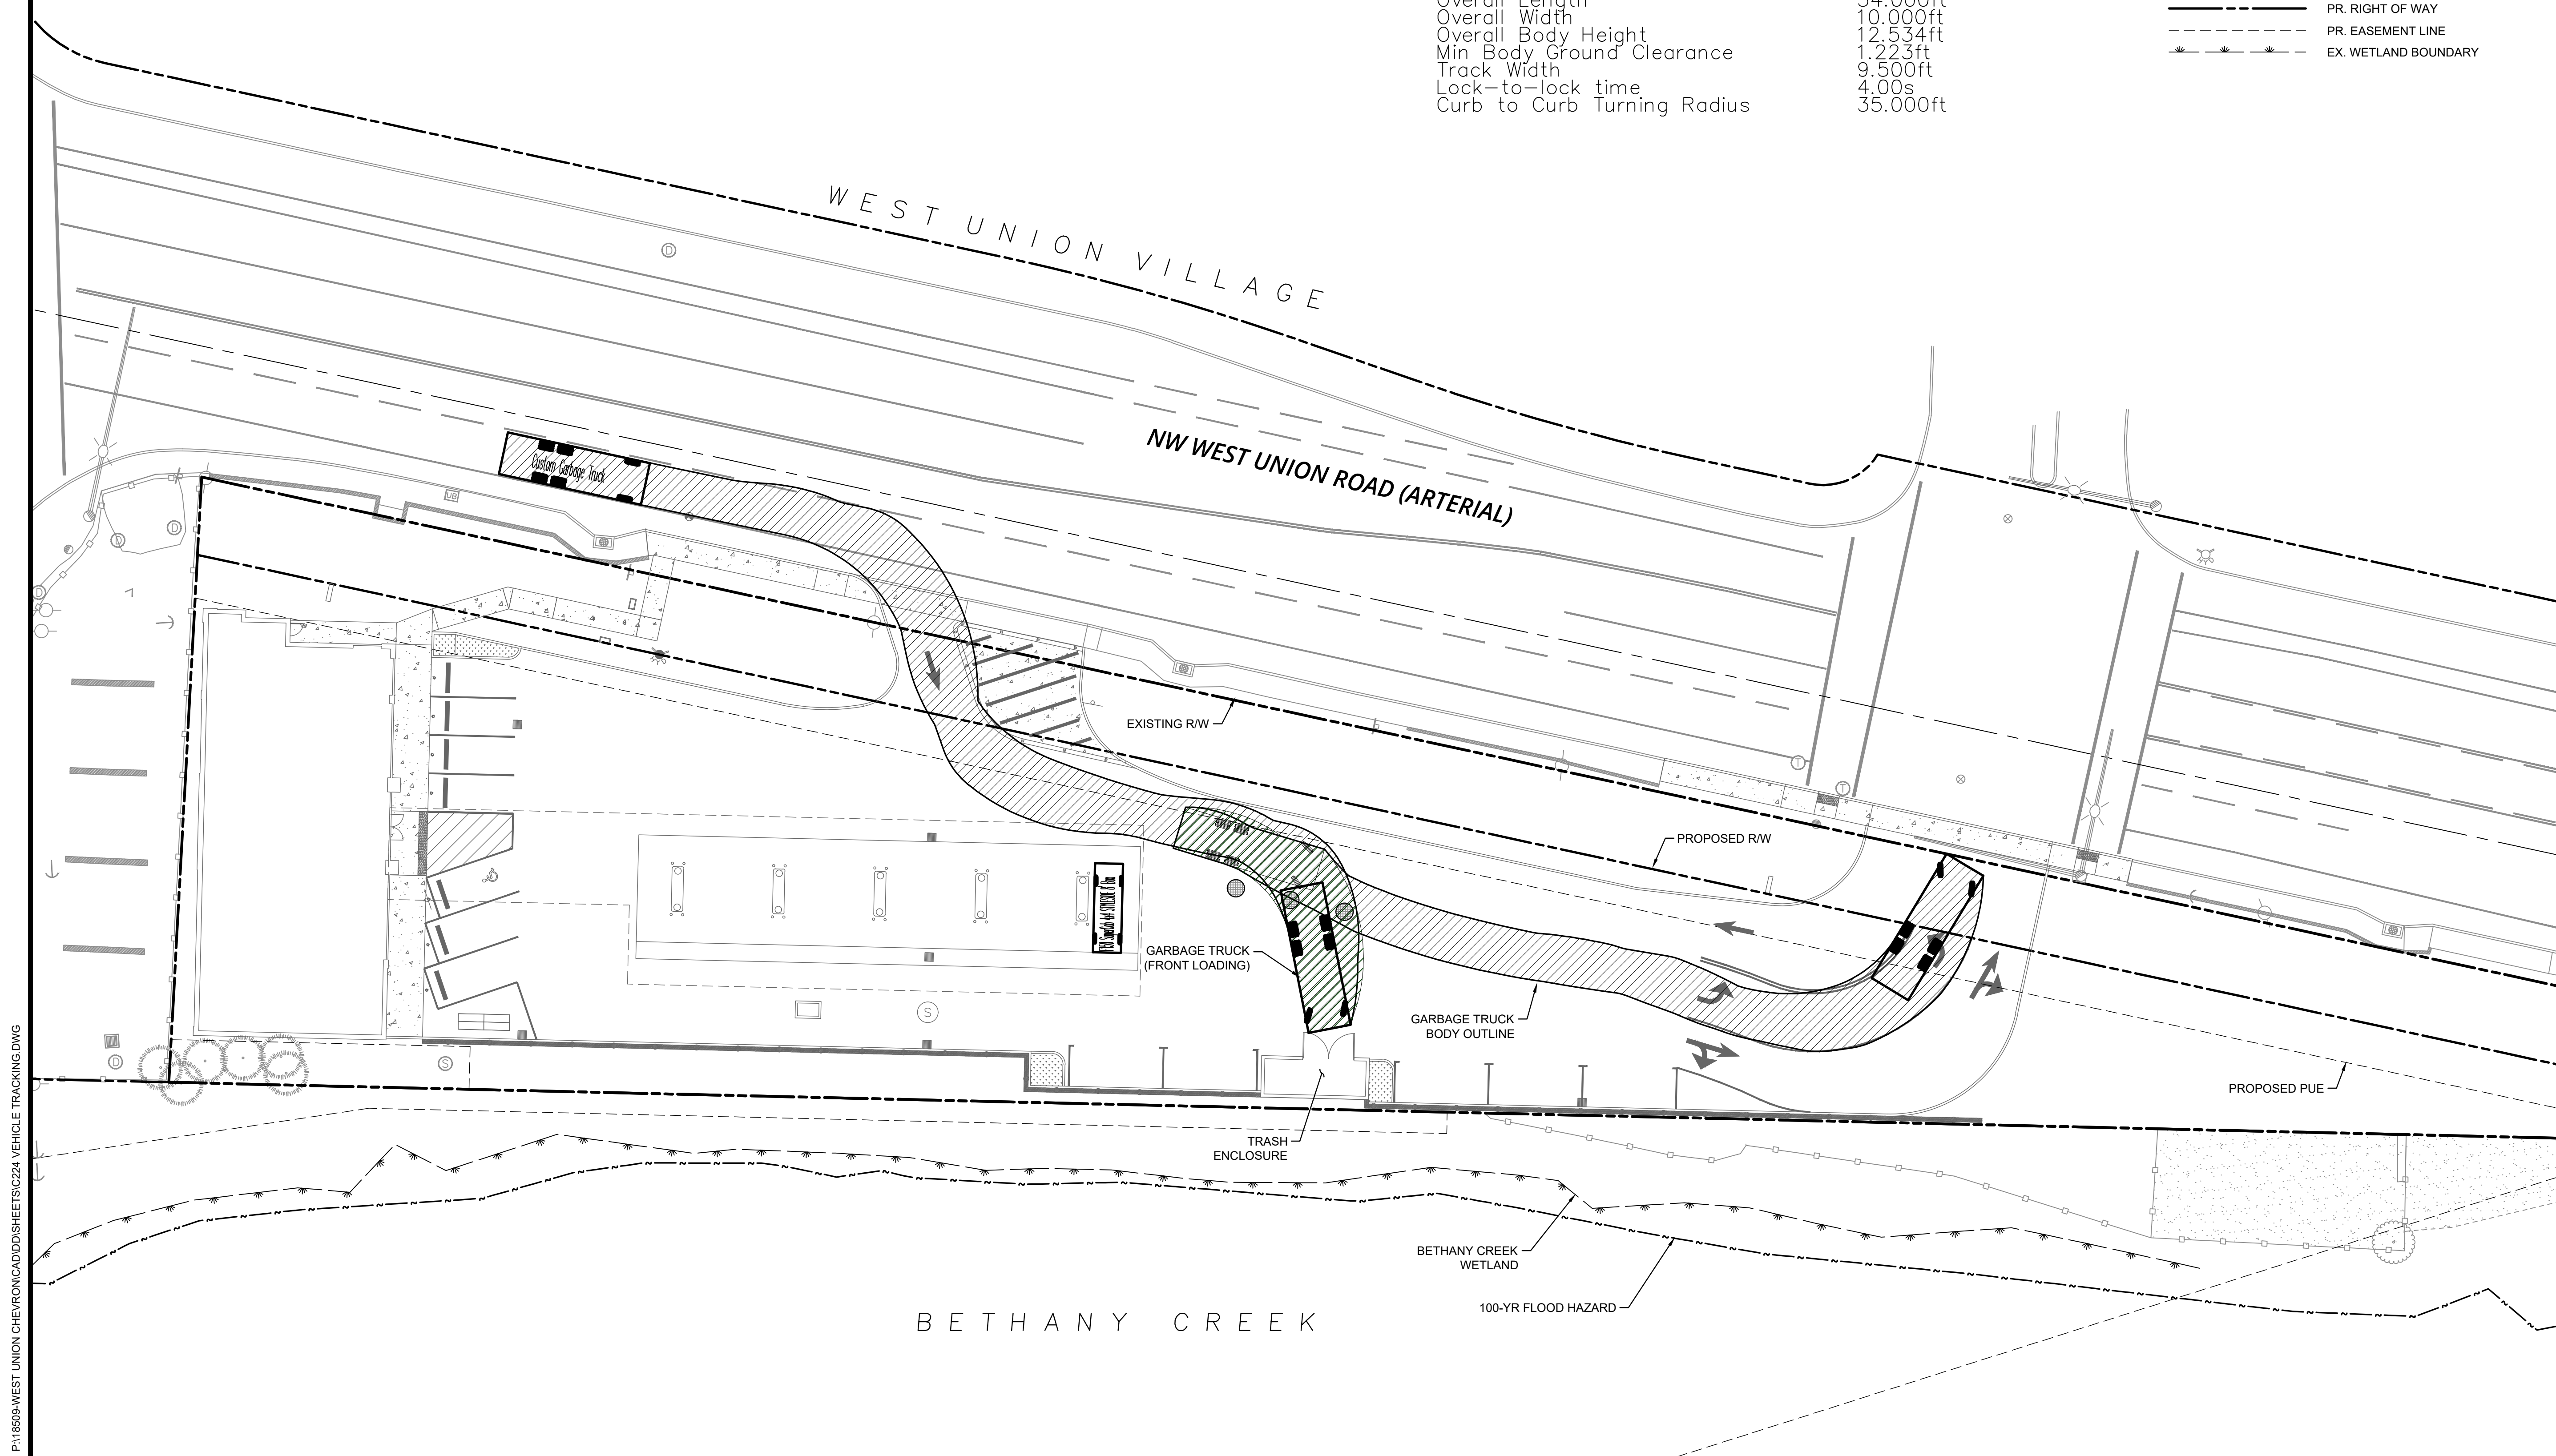 Overall Length 34.000ft
Overall Width 10.000ft
Overall Body Height 12.534ft
Min Body Ground Clearance 1.223ft
Track Width 9.500ft
Lock-to-lock time 4.00s
Curb to Curb Turning Radius 35.000ft
PR. RIGHT OF WAY
PR. EASEMENT LINE
EX. WETLAND BOUNDARY
WEST UNION VILLAGE
D
NW WEST UNION ROAD (ARTERIAL)
Custom Garbage Truck
UB
D
D
D
EXISTING R/W
T
T
PROPOSED R/W
GARBAGE TRUCK
(FRONT LOADING)
S
GARBAGE TRUCK
BODY OUTLINE
D
S
PROPOSED PUE
TRASH
ENCLOSURE
BETHANY CREEK
WETLAND
100-YR FLOOD HAZARD
BETHANY CREEK
P:\18509-WEST UNION CHEVRON\CAD\DD\SHEETS\C224 VEHICLE TRACKING.DWG